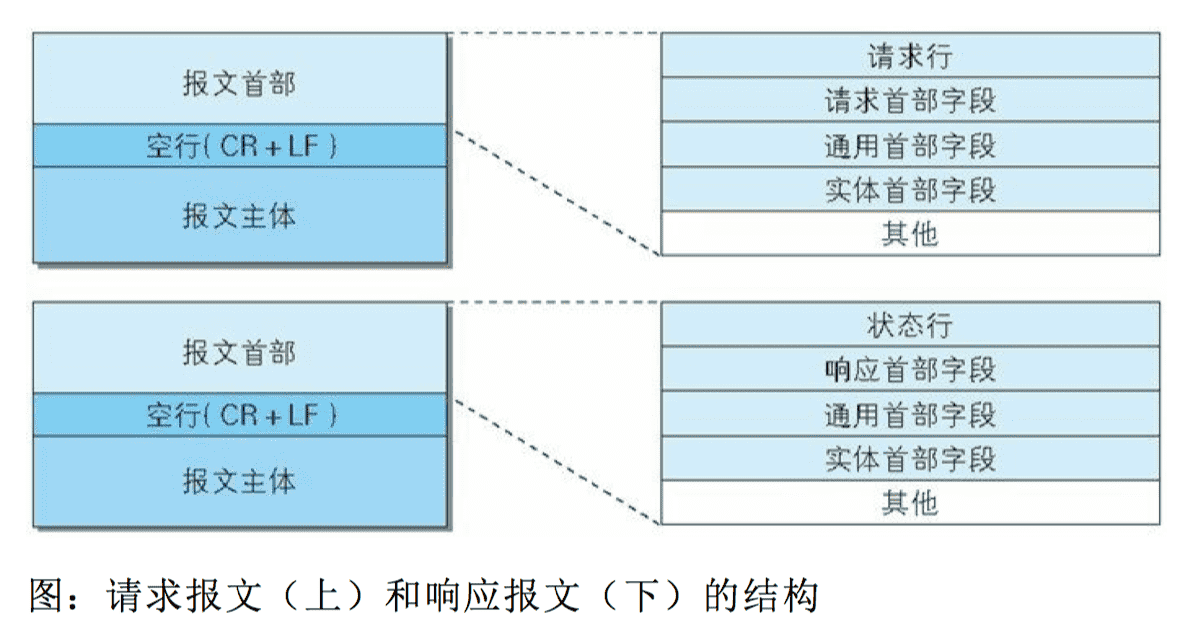 报文首部
空行( CR + LF )
报文主体
请求行
请求首部字段
通用首部字段
实体首部字段
其他
报文首部
空行( CR + LF )
报文主体
状态行
响应首部字段
通用首部字段
实体首部字段
其他
图：请求报文（上）和响应报文（下）的结构